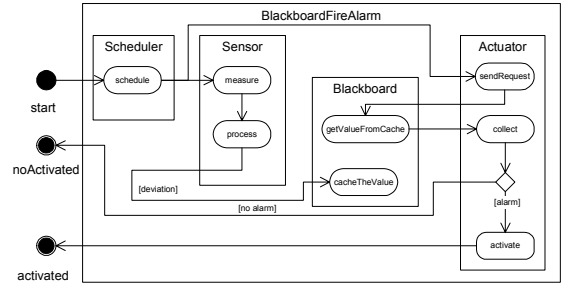 BlackboardFireAlarm
Scheduler
Sensor
Actuator
schedule
measure
sendRequest
start
Blackboard
process
getValueFromCache
collect
noActivated
[deviation]
cacheTheValue
[no alarm]
[alarm]
activate
activated